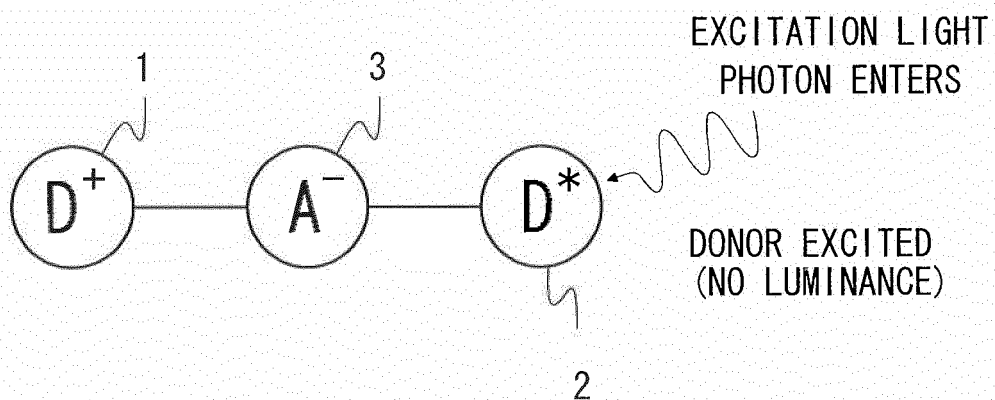 EXCITATION LIGHT
PHOTON ENTERS
1
3
D+
A−
D*
DONOR EXCITED
(NO LUMINANCE)
2